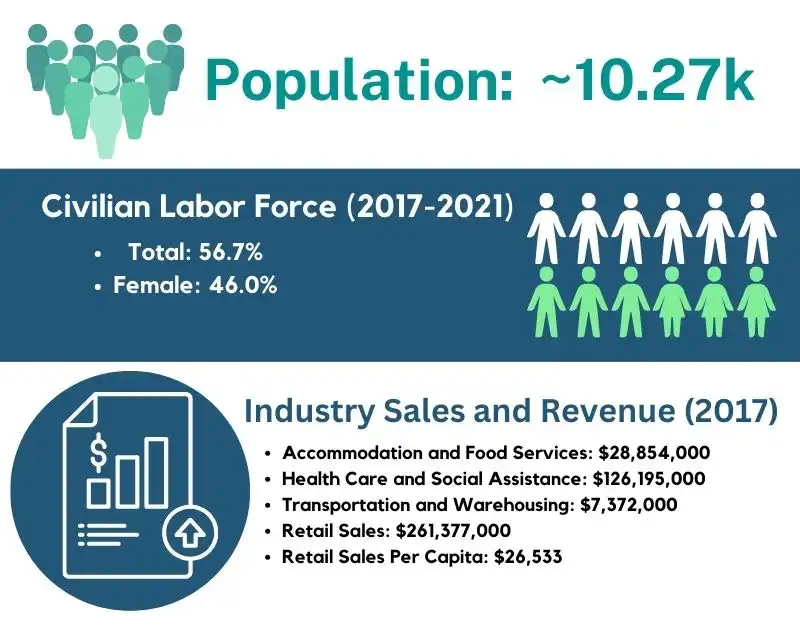 Population: ~10.27k
Civilian Labor Force (2017-2021)
• Total: 56.7%
• Female: 46.0%
$
Industry Sales and Revenue (2017)
• Accommodation and Food Services: $28,854,000
• Health Care and Social Assistance: $126,195,000
• Transportation and Warehousing: $7,372,000
• Retail Sales: $261,377,000
• Retail Sales Per Capita: $26,533